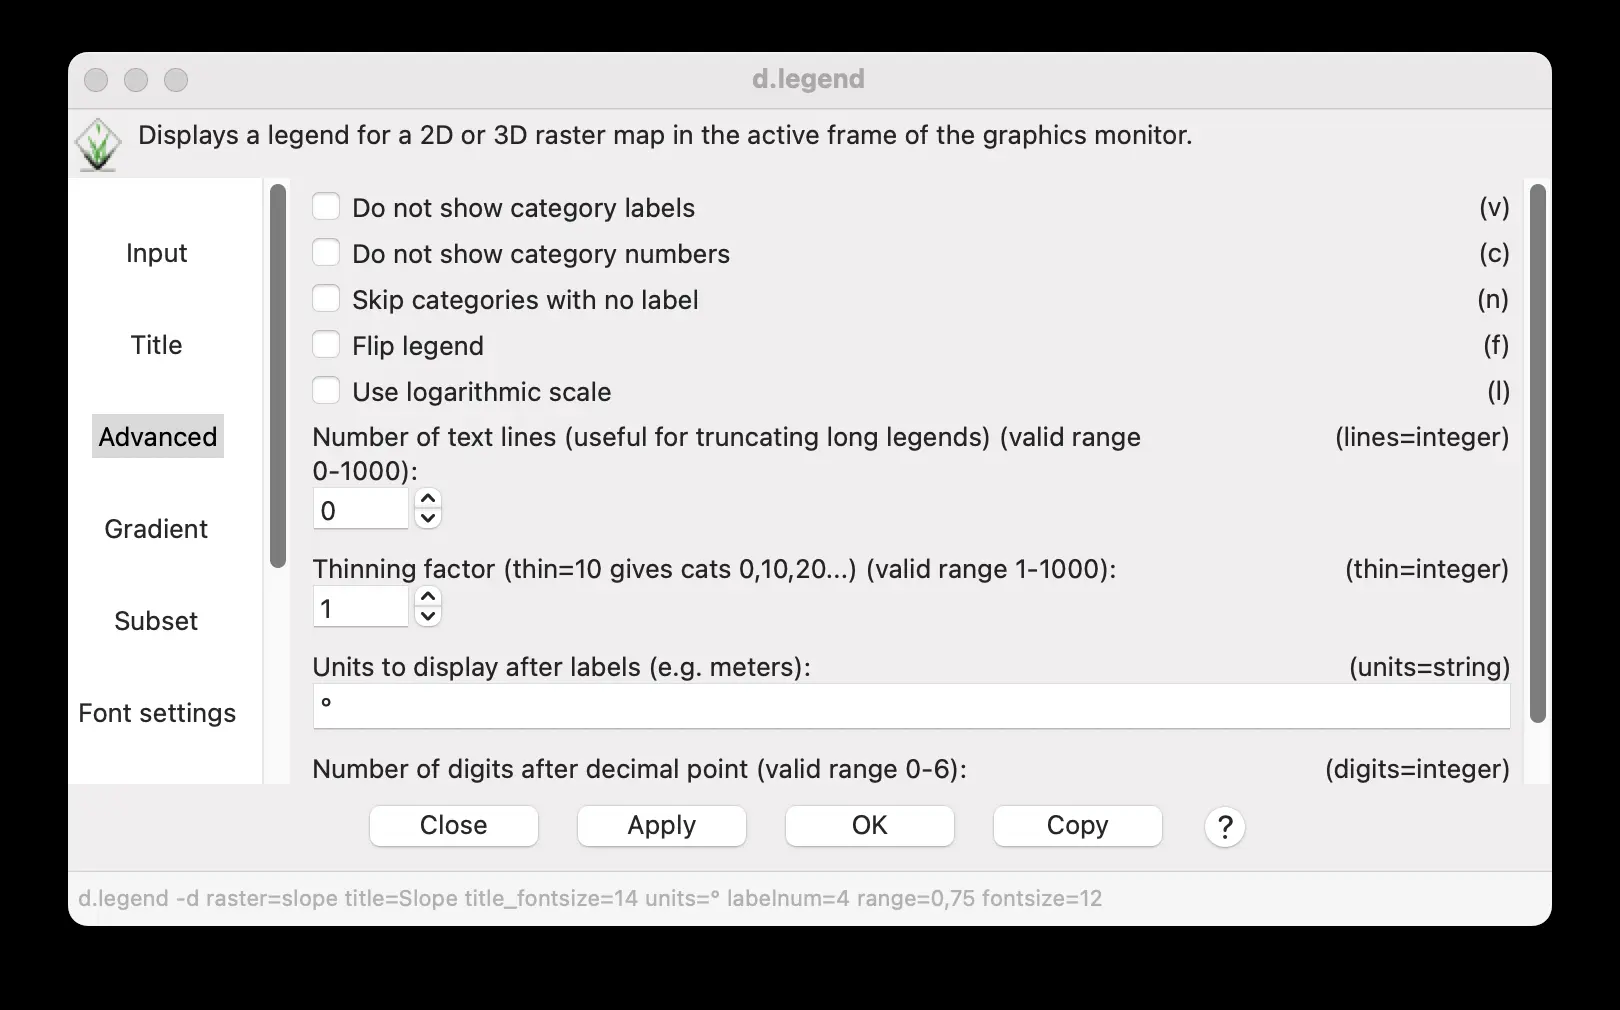 d.legend
Displays a legend for a 2D or 3D raster map in the active frame of the graphics monitor.
Input
Title
Advanced
Gradient
Subset
Font settings
Do not show category labels (v)
Do not show category numbers (c)
Skip categories with no label (n)
Flip legend (f)
Use logarithmic scale (l)
Number of text lines (useful for truncating long legends) (valid range (lines=integer)
0-1000):
0
Thinning factor (thin=10 gives cats 0,10,20...) (valid range 1-1000): (thin=integer)
1
Units to display after labels (e.g. meters): (units=string)
°
Number of digits after decimal point (valid range 0-6): (digits=integer)
Close Apply OK Copy ?
d.legend -d raster=slope title=Slope title_fontsize=14 units=° labelnum=4 range=0,75 fontsize=12